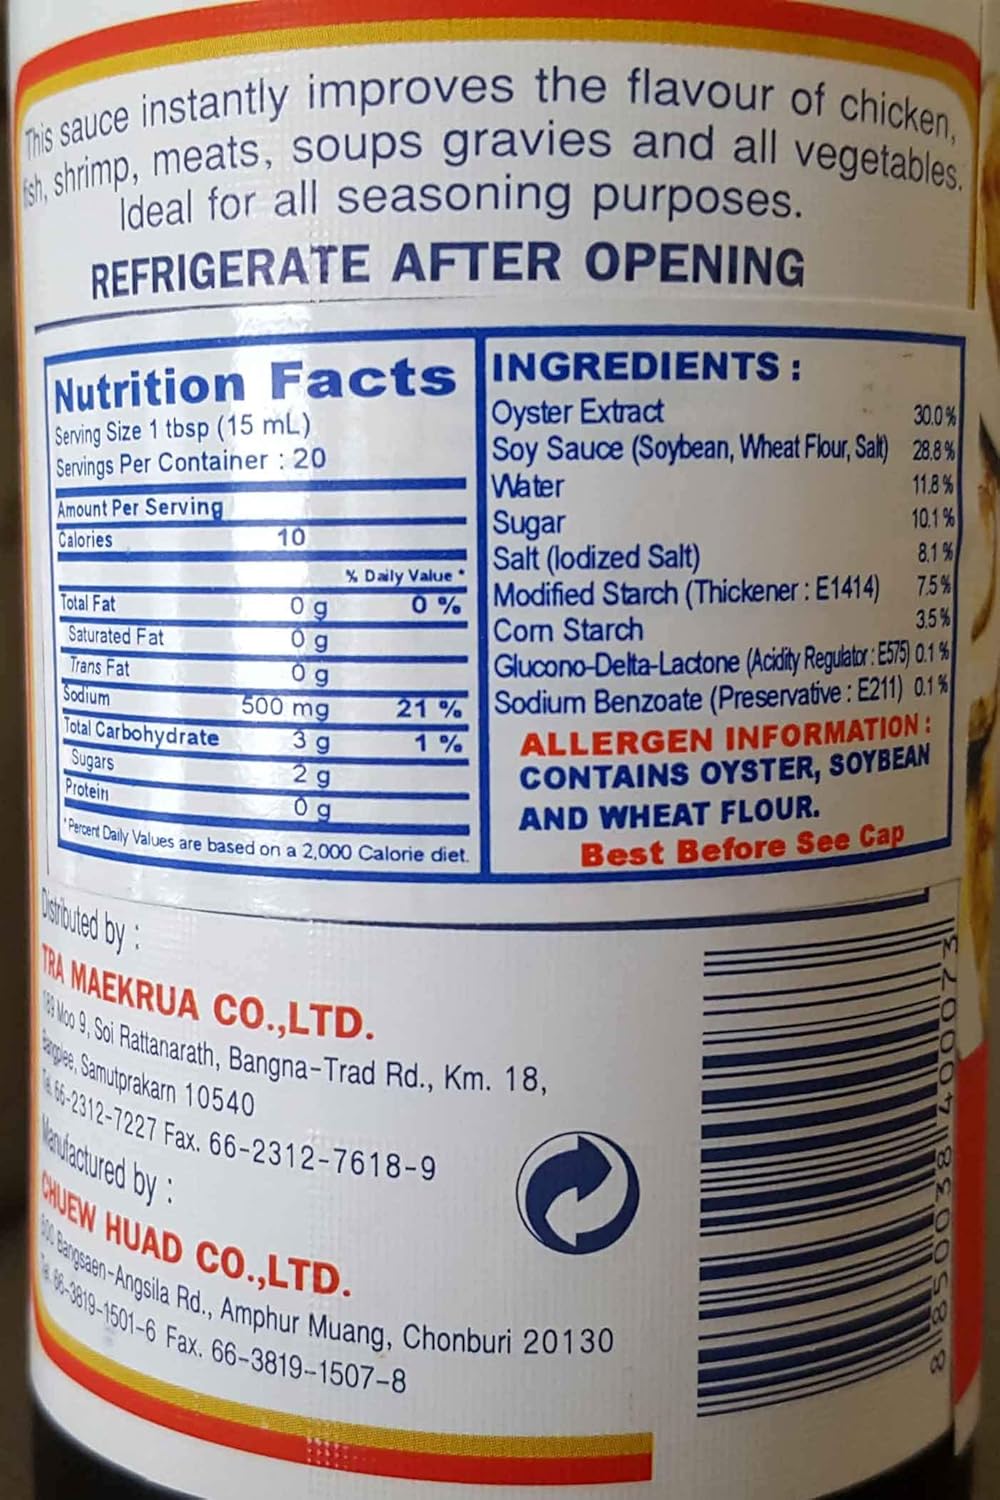 This sauce instantly improves the flavour of chicken,
fish, shrimp, meats, soups gravies and all vegetables.
Ideal for all seasoning purposes.
REFRIGERATE AFTER OPENING
Nutrition Facts
Serving Size 1 tbsp (15 mL)
Servings Per Container : 20
Amount Per Serving
Calories 10
% Daily Value *
Total Fat 0 g 0 %
Saturated Fat 0 g
Trans Fat 0 g
Sodium 500 mg 21 %
Total Carbohydrate 3 g 1 %
Sugars 2 g
Protein 0 g
* Percent Daily Values are based on a 2,000 Calorie diet.
INGREDIENTS :
Oyster Extract 30.0 %
Soy Sauce (Soybean, Wheat Flour, Salt) 28.8 %
Water 11.8 %
Sugar 10.1 %
Salt (Iodized Salt) 8.1 %
Modified Starch (Thickener : E1414) 7.5 %
Corn Starch 3.5 %
Glucono-Delta-Lactone (Acidity Regulator : E575) 0.1 %
Sodium Benzoate (Preservative : E211) 0.1 %
ALLERGEN INFORMATION :
CONTAINS OYSTER, SOYBEAN
AND WHEAT FLOUR.
Best Before See Cap
Distributed by :
TRA MAEKRUA CO.,LTD.
189 Moo 9, Soi Rattanarath, Bangna-Trad Rd., Km. 18,
Bangplee, Samutprakarn 10540
Tel. 66-2312-7227 Fax. 66-2312-7618-9
Manufactured by :
CHUEW HUAD CO.,LTD.
Bangsaen-Angsila Rd., Amphur Muang, Chonburi 20130
Tel. 66-3819-1501-6 Fax. 66-3819-1507-8
8 850038 400073